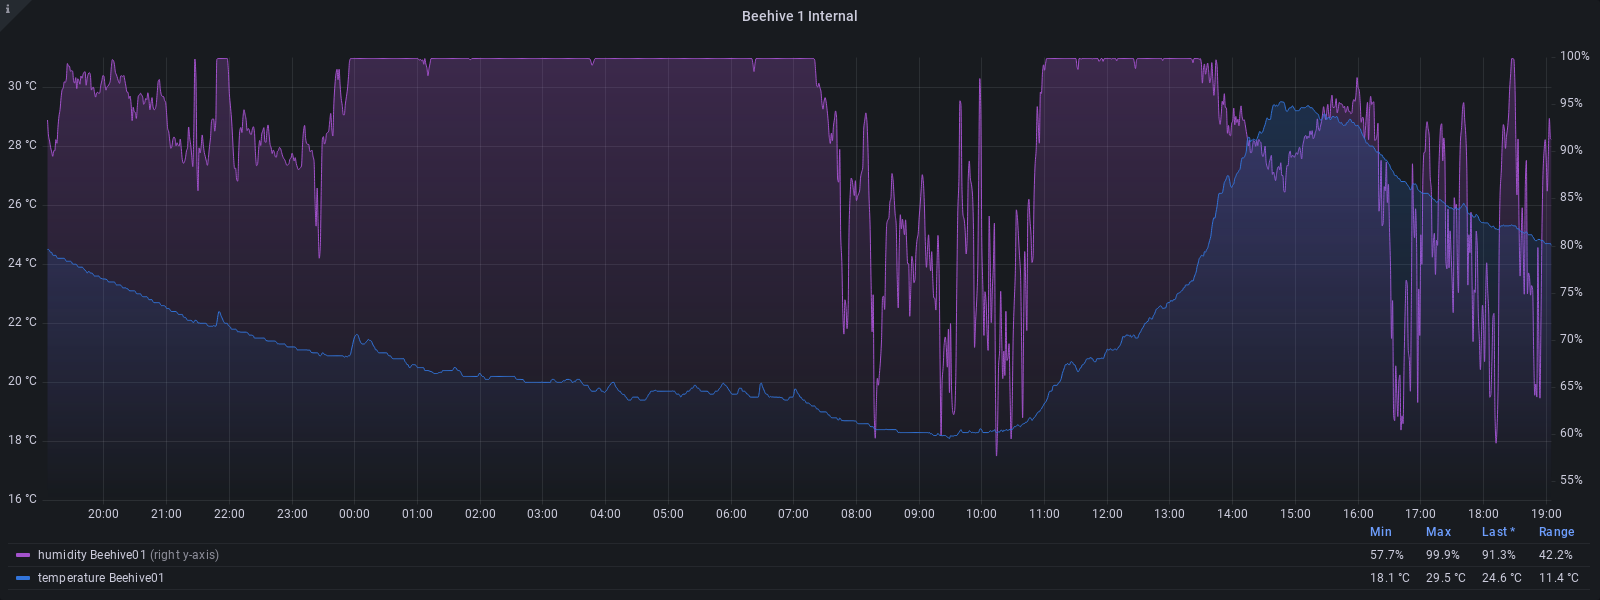 i
Beehive 1 Internal
30 °C
28 °C
26 °C
24 °C
22 °C
20 °C
18 °C
16 °C
100%
95%
90%
85%
80%
75%
70%
65%
60%
55%
20:00 21:00 22:00 23:00 00:00 01:00 02:00 03:00 04:00 05:00 06:00 07:00 08:00 09:00 10:00 11:00 12:00 13:00 14:00 15:00 16:00 17:00 18:00 19:00
Min Max Last * Range
humidity Beehive01 (right y-axis) 57.7% 99.9% 91.3% 42.2%
temperature Beehive01 18.1 °C 29.5 °C 24.6 °C 11.4 °C